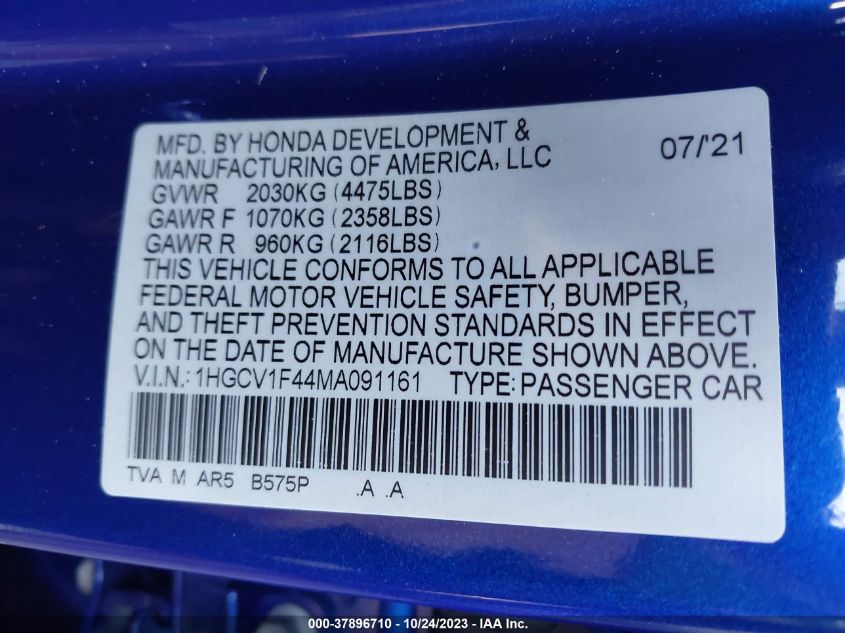 MFD. BY HONDA DEVELOPMENT &
MANUFACTURING OF AMERICA, LLC 07/'21
GVWR 2030KG (4475LBS)
GAWR F 1070KG (2358LBS)
GAWR R 960KG (2116LBS)
THIS VEHICLE CONFORMS TO ALL APPLICABLE
FEDERAL MOTOR VEHICLE SAFETY, BUMPER,
AND THEFT PREVENTION STANDARDS IN EFFECT
ON THE DATE OF MANUFACTURE SHOWN ABOVE.
V.I.N.: 1HGCV1F44MA091161 TYPE: PASSENGER CAR
TVA M AR5 B575P .A .A
000-37896710 - 10/24/2023 - IAAI.COM.